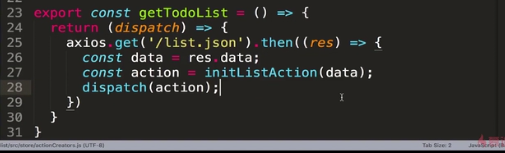 23 export const getTodoList = () => {
24   return (dispatch) => {
25     axios.get('/list.json').then((res) => {
26       const data = res.data;
27       const action = initListAction(data);
28       dispatch(action);
29     })
30   }
31 }
list/src/store/actionCreators.js (UTF-8) Tab Size: 2 JavaScript